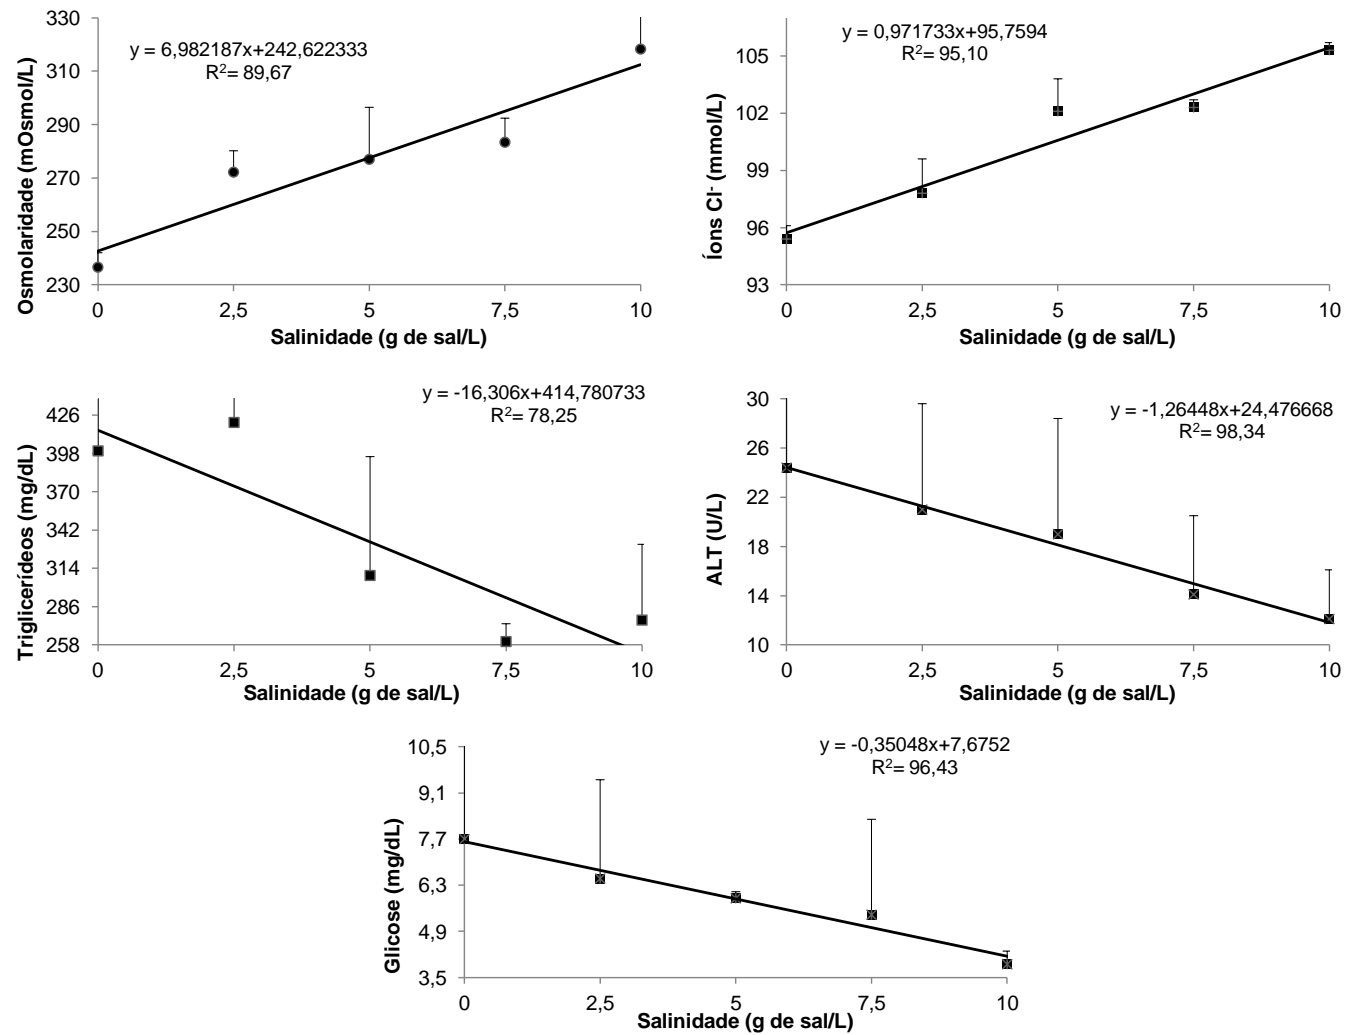 330
310
290
270
250
230
y = 6,982187x+242,622333
R²= 89,67
Osmolaridade (mOsmol/L)
0 2,5 5 7,5 10
Salinidade (g de sal/L)
105
102
99
96
93
y = 0,971733x+95,7594
R²= 95,10
Íons Cl⁻ (mmol/L)
0 2,5 5 7,5 10
Salinidade (g de sal/L)
426
398
370
342
314
286
258
y = -16,306x+414,780733
R²= 78,25
Triglicerídeos (mg/dL)
0 2,5 5 7,5 10
Salinidade (g de sal/L)
30
26
22
18
14
10
y = -1,26448x+24,476668
R²= 98,34
ALT (U/L)
0 2,5 5 7,5 10
Salinidade (g de sal/L)
10,5
9,1
7,7
6,3
4,9
3,5
y = -0,35048x+7,6752
R²= 96,43
Glicose (mg/dL)
0 2,5 5 7,5 10
Salinidade (g de sal/L)